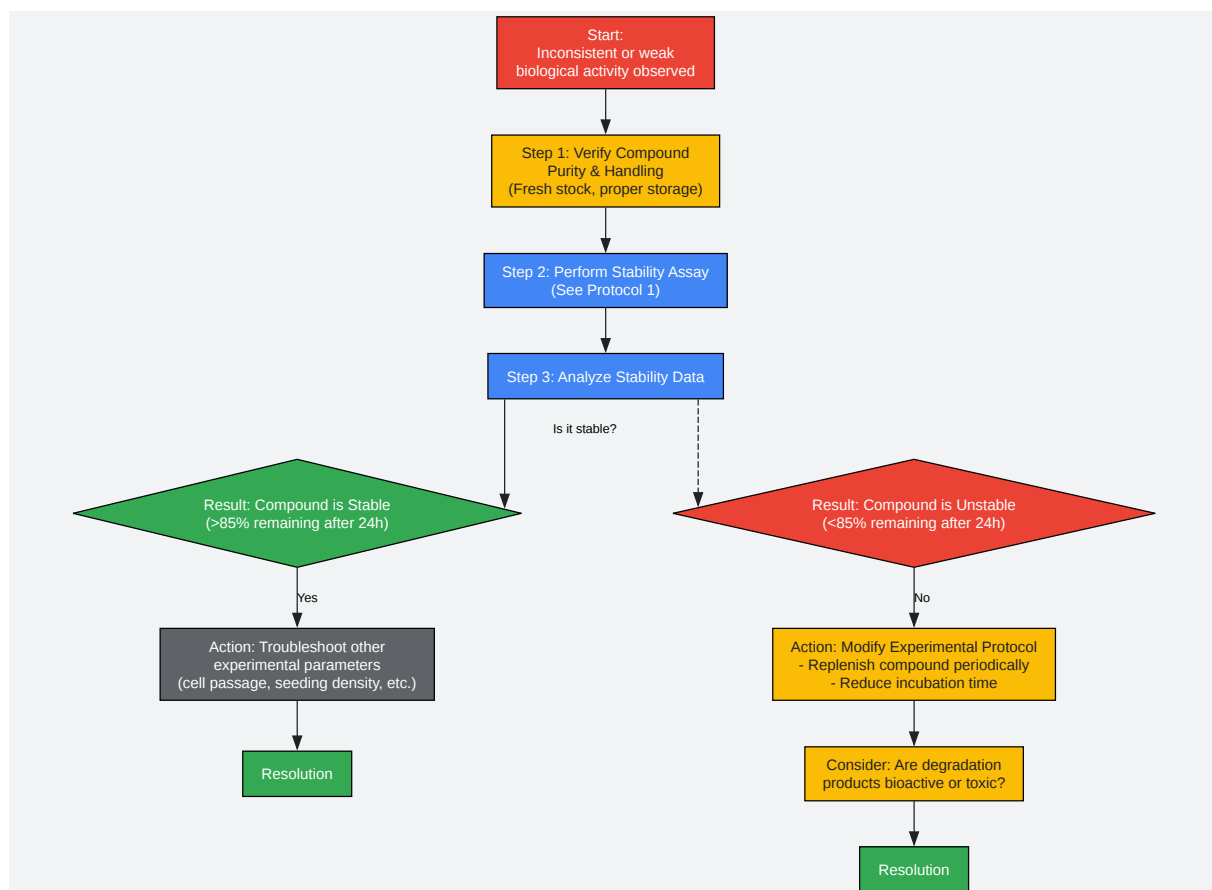 Start:
Inconsistent or weak
biological activity observed
Step 1: Verify Compound
Purity & Handling
(Fresh stock, proper storage)
Step 2: Perform Stability Assay
(See Protocol 1)
Step 3: Analyze Stability Data
Is it stable?
Result: Compound is Stable
(>85% remaining after 24h)
Result: Compound is Unstable
(<85% remaining after 24h)
Yes
No
Action: Troubleshoot other
experimental parameters
(cell passage, seeding density, etc.)
Action: Modify Experimental Protocol
- Replenish compound periodically
- Reduce incubation time
Resolution
Consider: Are degradation
products bioactive or toxic?
Resolution